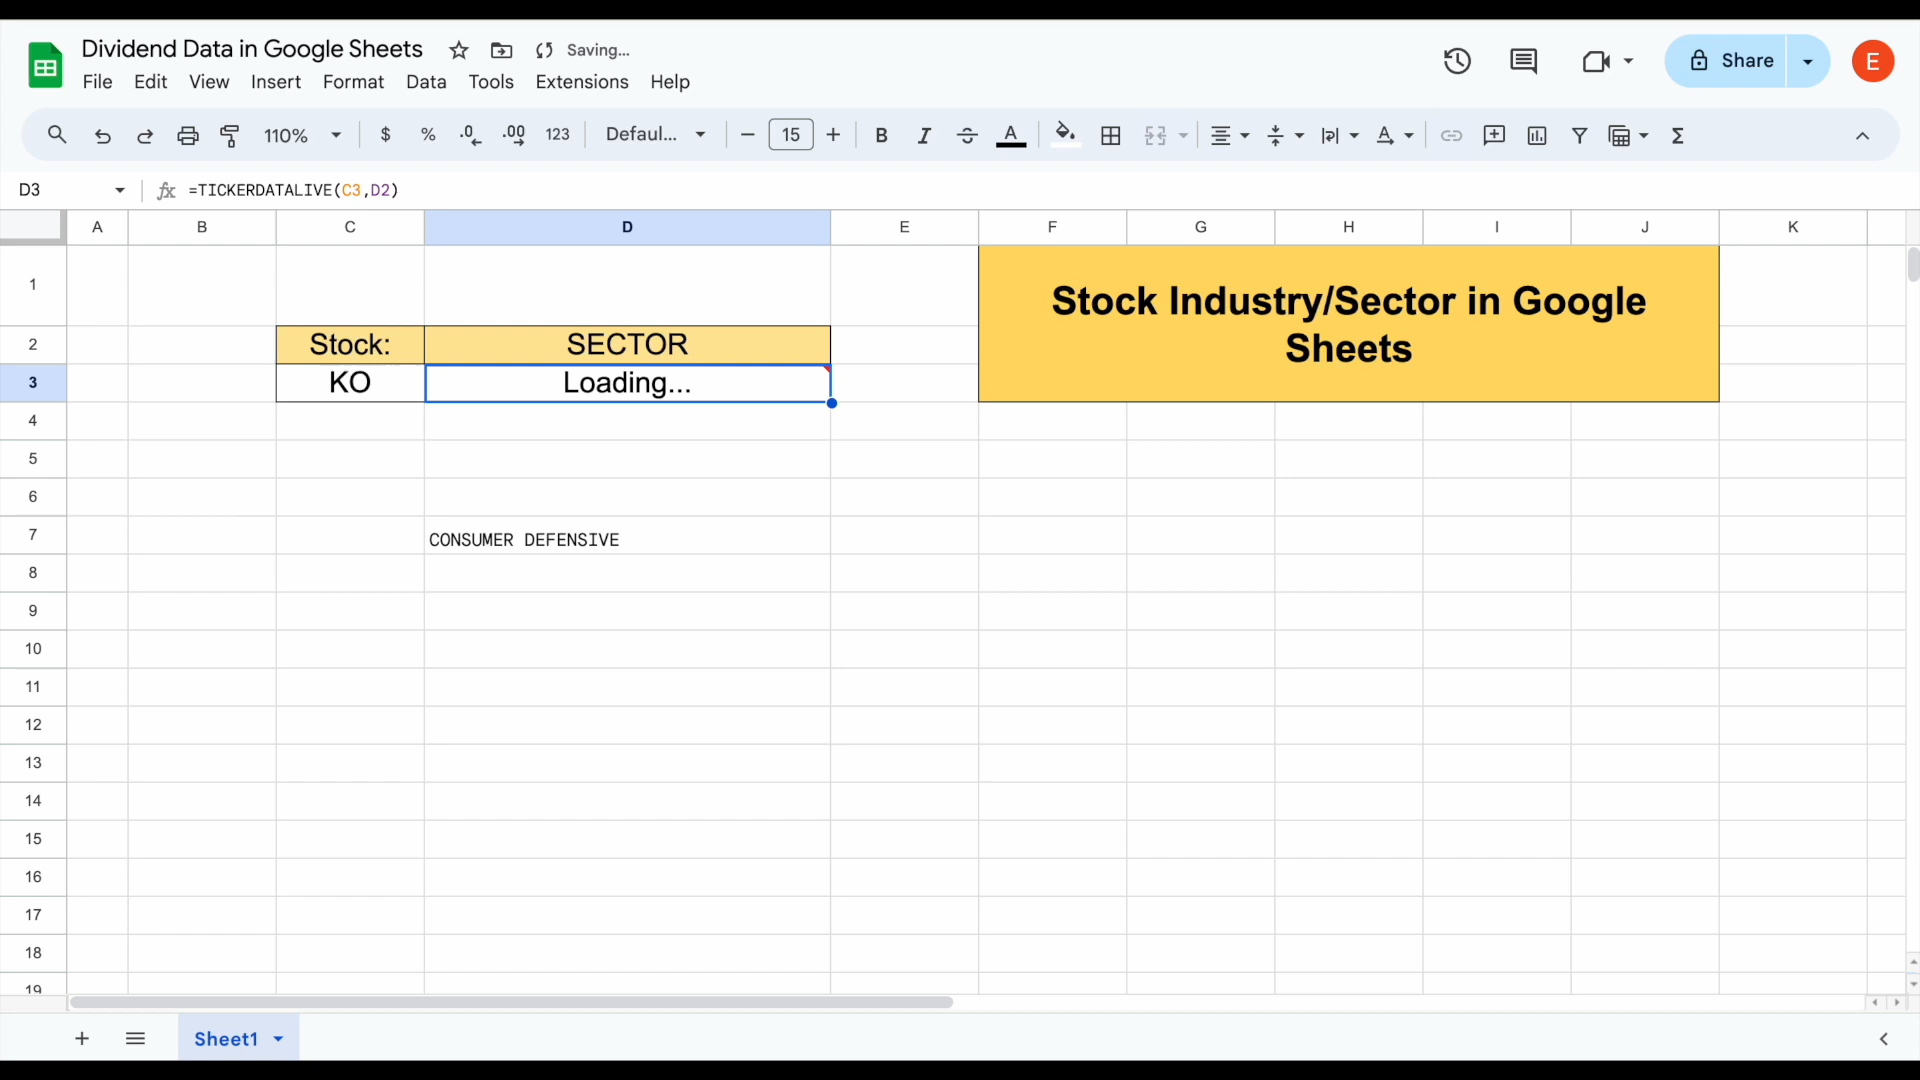 Dividend Data in Google Sheets Saving...
File Edit View Insert Format Data Tools Extensions Help
Share
E
110% $ % .0 .00 123 Defaul... 15 B I A Σ
D3 fx =TICKERDATALIVE(C3,D2)
A B C D E F G H I J K
1
Stock Industry/Sector in Google
Sheets
2 Stock: SECTOR
3 KO Loading...
4
5
6
7 CONSUMER DEFENSIVE
8
9
10
11
12
13
14
15
16
17
18
19
Sheet1